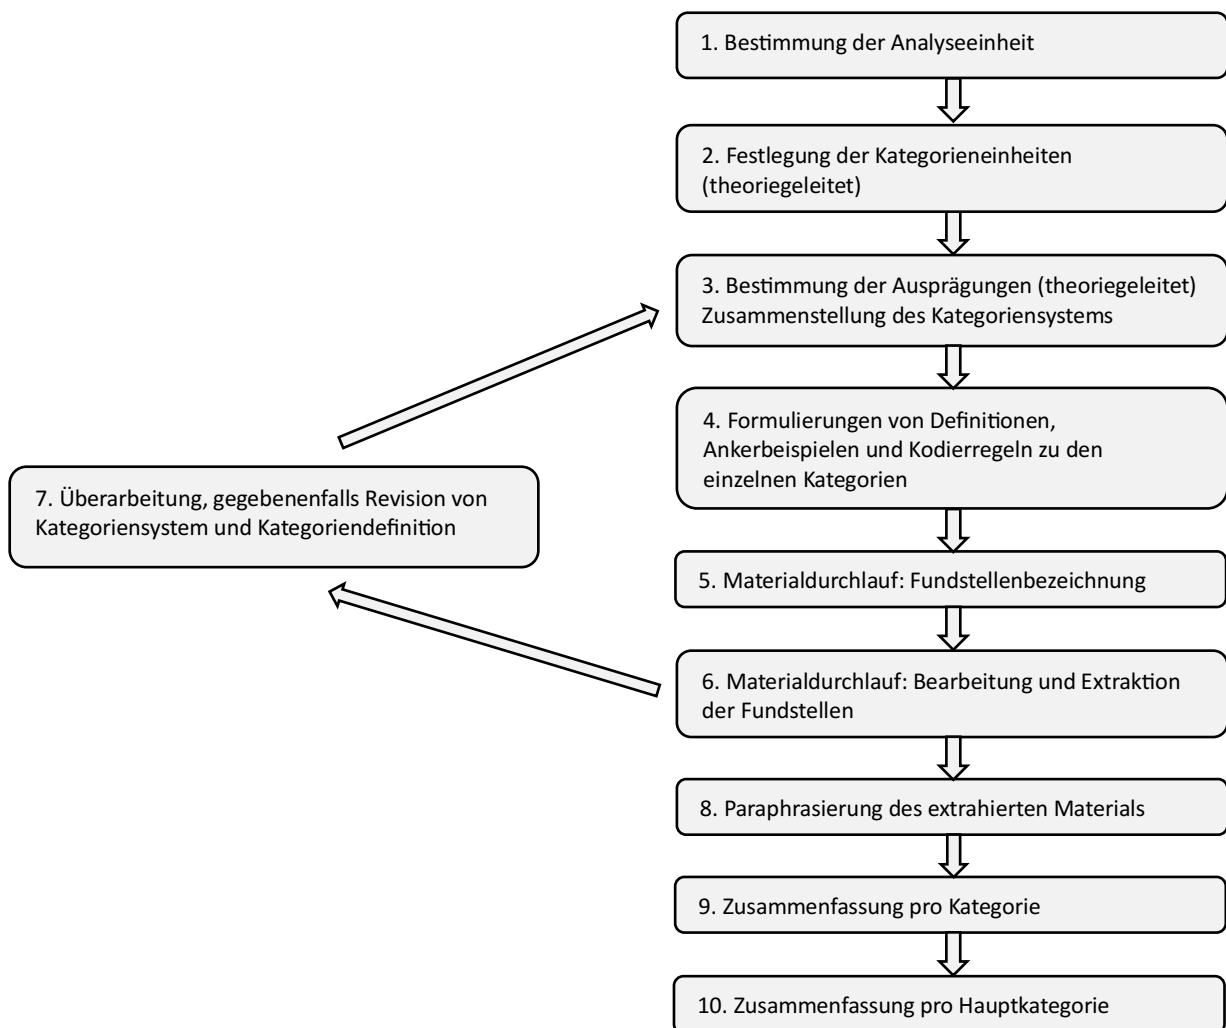 1. Bestimmung der Analyseeinheit
2. Festlegung der Kategorieneinheiten
(theoriegeleitet)
3. Bestimmung der Ausprägungen (theoriegeleitet)
Zusammenstellung des Kategoriensystems
4. Formulierungen von Definitionen,
Ankerbeispielen und Kodierregeln zu den
einzelnen Kategorien
5. Materialdurchlauf: Fundstellenbezeichnung
6. Materialdurchlauf: Bearbeitung und Extraktion
der Fundstellen
7. Überarbeitung, gegebenenfalls Revision von
Kategoriensystem und Kategoriendefinition
8. Paraphrasierung des extrahierten Materials
9. Zusammenfassung pro Kategorie
10. Zusammenfassung pro Hauptkategorie